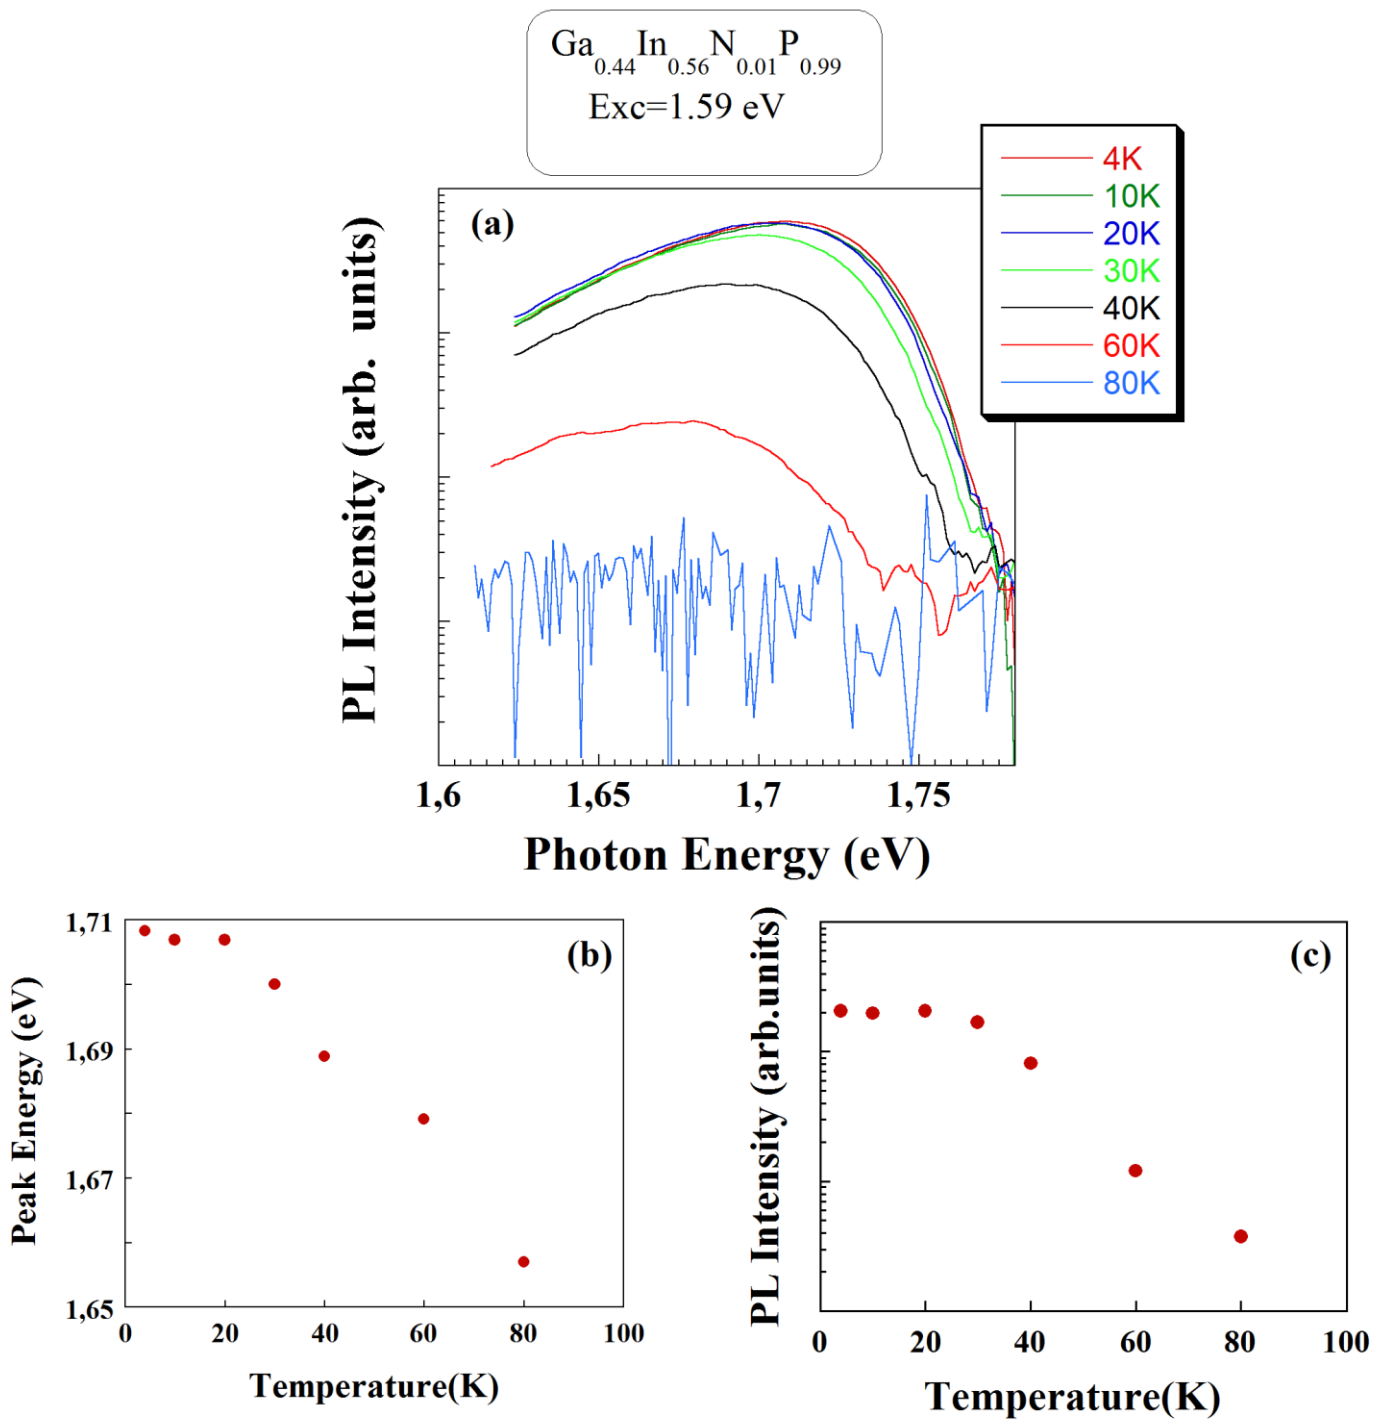 Ga0.44In0.56N0.01P0.99
Exc=1.59 eV
4K
10K
20K
30K
40K
60K
80K
(a)
PL Intensity (arb. units)
1,6 1,65 1,7 1,75
Photon Energy (eV)
(b)
Peak Energy (eV)
1,71
1,69
1,67
1,65
0 20 40 60 80 100
Temperature(K)
(c)
PL Intensity (arb.units)
0 20 40 60 80 100
Temperature(K)